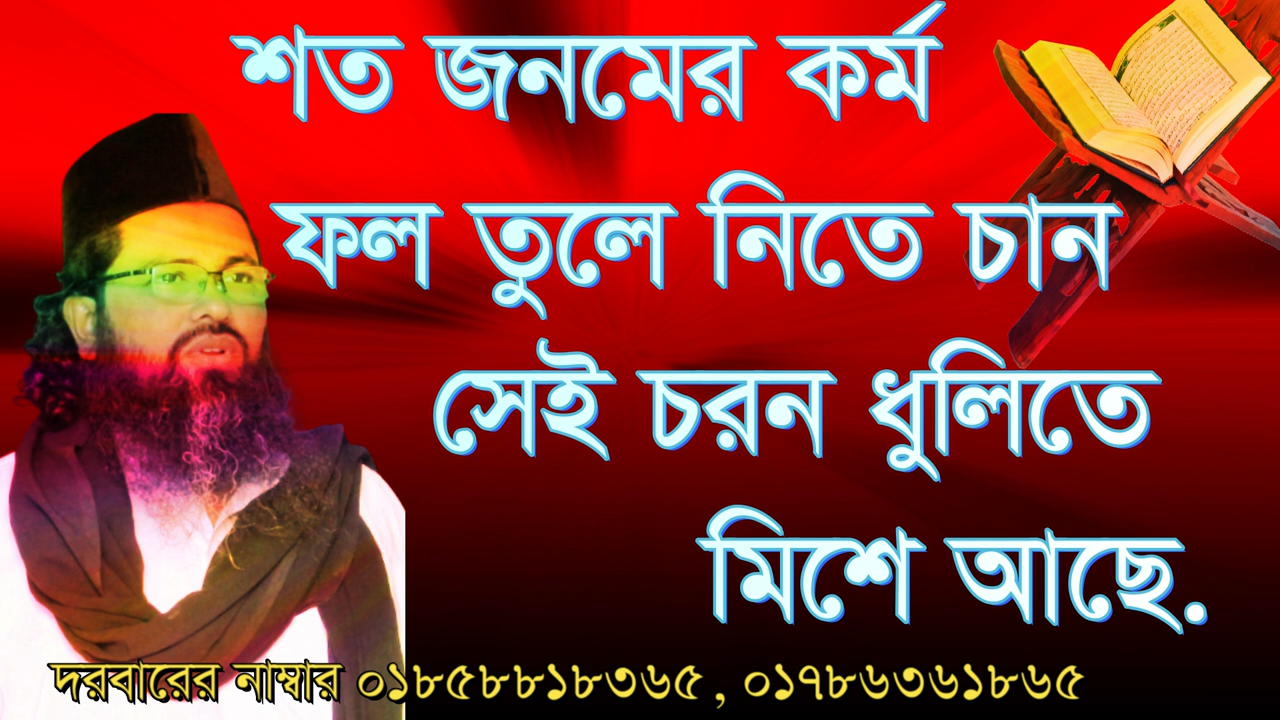 শত জনমের কর্ম
ফল তুলে নিতে চান
সেই চরন ধুলিতে
মিশে আছে.
দরবারের নাম্বার ০১৮৫৮৮১৮৩৬৫, ০১৭৮৬৩৬১৮৬৫